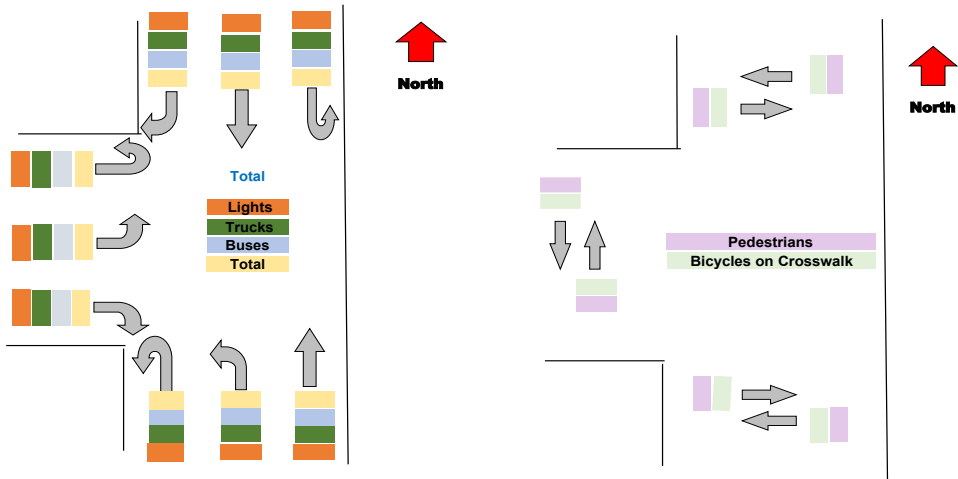 North
North
Total
Lights
Trucks
Buses
Total
Pedestrians
Bicycles on Crosswalk